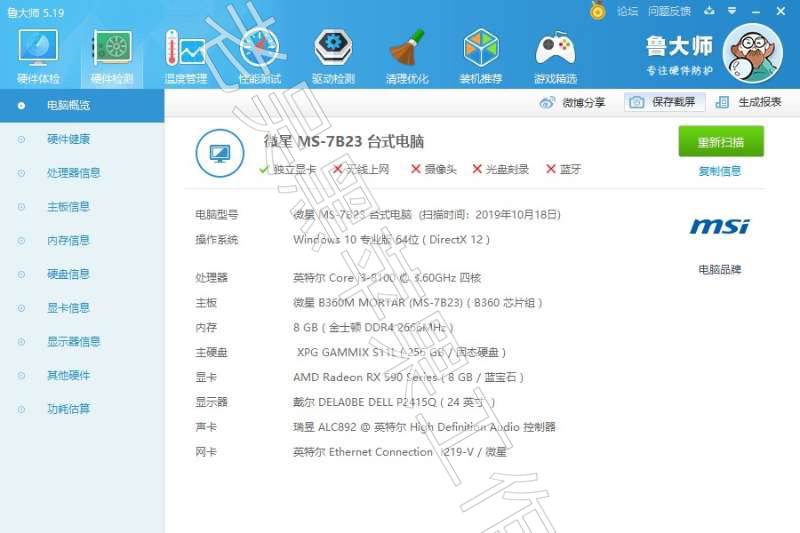 鲁大师 5.19
论坛 问题反馈
硬件体检 硬件检测 温度管理 性能测试 驱动检测 清理优化 装机推荐 游戏精选
鲁大师
专注硬件防护
微博分享 保存截屏 生成报表
电脑概览
硬件健康
处理器信息
主板信息
内存信息
硬盘信息
显卡信息
显示器信息
其他硬件
功耗估算
微星 MS-7B23 台式电脑
独立显卡 无线上网 摄像头 光盘刻录 蓝牙
重新扫描
复制信息
电脑型号 微星 MS-7B23 台式电脑 (扫描时间：2019年10月18日)
操作系统 Windows 10 专业版 64位 ( DirectX 12 )
处理器 英特尔 Core i3-8100 @ 3.60GHz 四核
主板 微星 B360M MORTAR (MS-7B23) ( B360 芯片组 )
内存 8 GB ( 金士顿 DDR4 2666MHz )
主硬盘 XPG GAMMIX S11L ( 256 GB / 固态硬盘 )
显卡 AMD Radeon RX 590 Series ( 8 GB / 蓝宝石 )
显示器 戴尔 DELA0BE DELL P2415Q ( 24 英寸 )
声卡 瑞昱 ALC892 @ 英特尔 High Definition Audio 控制器
网卡 英特尔 Ethernet Connection I219-V / 微星
msi
电脑品牌
黑苹果工作